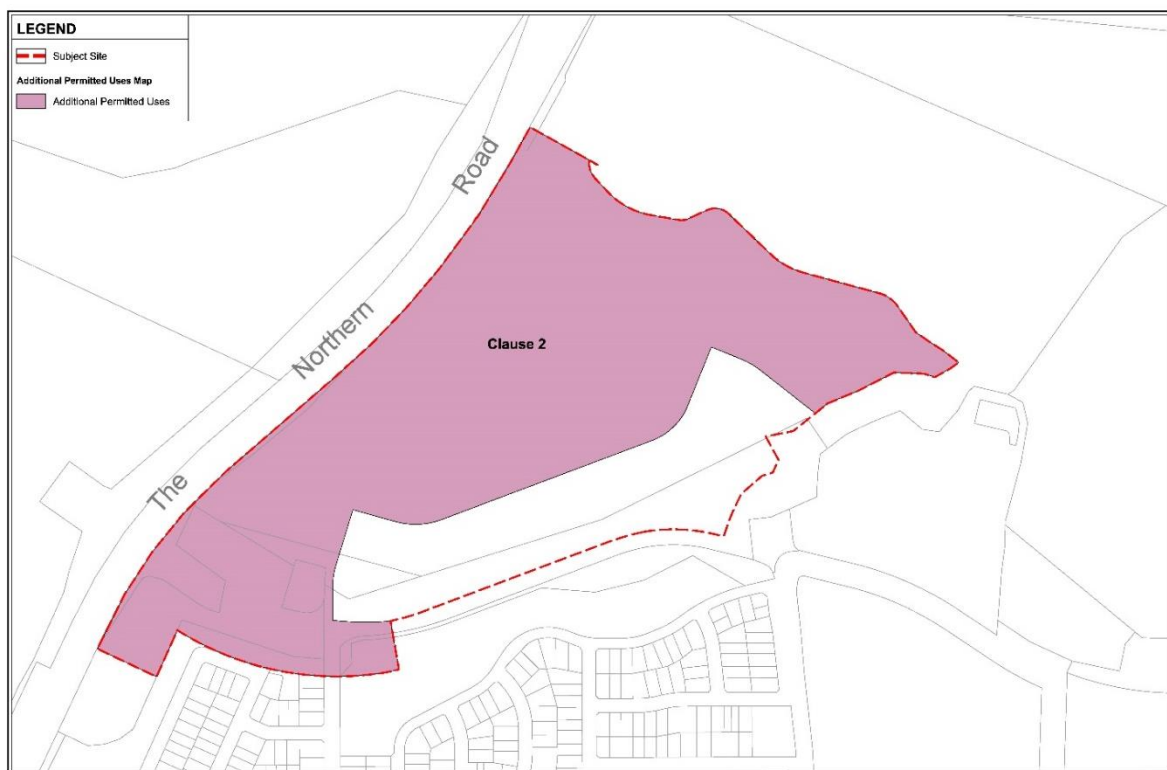 LEGEND
Subject Site
Additional Permitted Uses Map
Additional Permitted Uses
Road
Clause 2
Northern
The